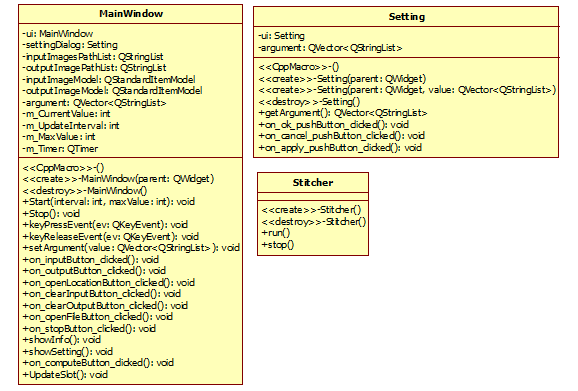 MainWindow
-ui: MainWindow
-settingDialog: Setting
-inputImagesPathList: QStringList
-outputImagePathList: QStringList
-inputImageModel: QStandardItemModel
-outputImageModel: QStandardItemModel
-argument: QVector<QStringList>
-m_CurrentValue: int
-m_UpdateInterval: int
-m_MaxValue: int
-m_Timer: QTimer
<<CppMacro>>-()
<<create>>-MainWindow(parent: QWidget)
<<destroy>>-MainWindow()
+Start(interval: int, maxValue: int): void
+Stop(): void
+keyPressEvent(ev: QKeyEvent): void
+keyReleaseEvent(ev: QKeyEvent): void
+setArgument(value: QVector<QStringList>): void
+on_inputButton_clicked(): void
+on_outputButton_clicked(): void
+on_openLocationButton_clicked(): void
+on_clearInputButton_clicked(): void
+on_clearOutputButton_clicked(): void
+on_openFileButton_clicked(): void
+on_stopButton_clicked(): void
+showInfo(): void
+showSetting(): void
+on_computeButton_clicked(): void
+UpdateSlot(): void
Setting
-ui: Setting
-argument: QVector<QStringList>
<<CppMacro>>-()
<<create>>-Setting(parent: QWidget)
<<create>>-Setting(parent: QWidget, value: QVector<QStringList>)
<<destroy>>-Setting()
+getArgument(): QVector<QStringList>
+on_ok_pushButton_clicked(): void
+on_cancel_pushButton_clicked(): void
+on_apply_pushButton_clicked(): void
Stitcher
<<create>>-Stitcher()
<<destroy>>-Stitcher()
+run()
+stop()